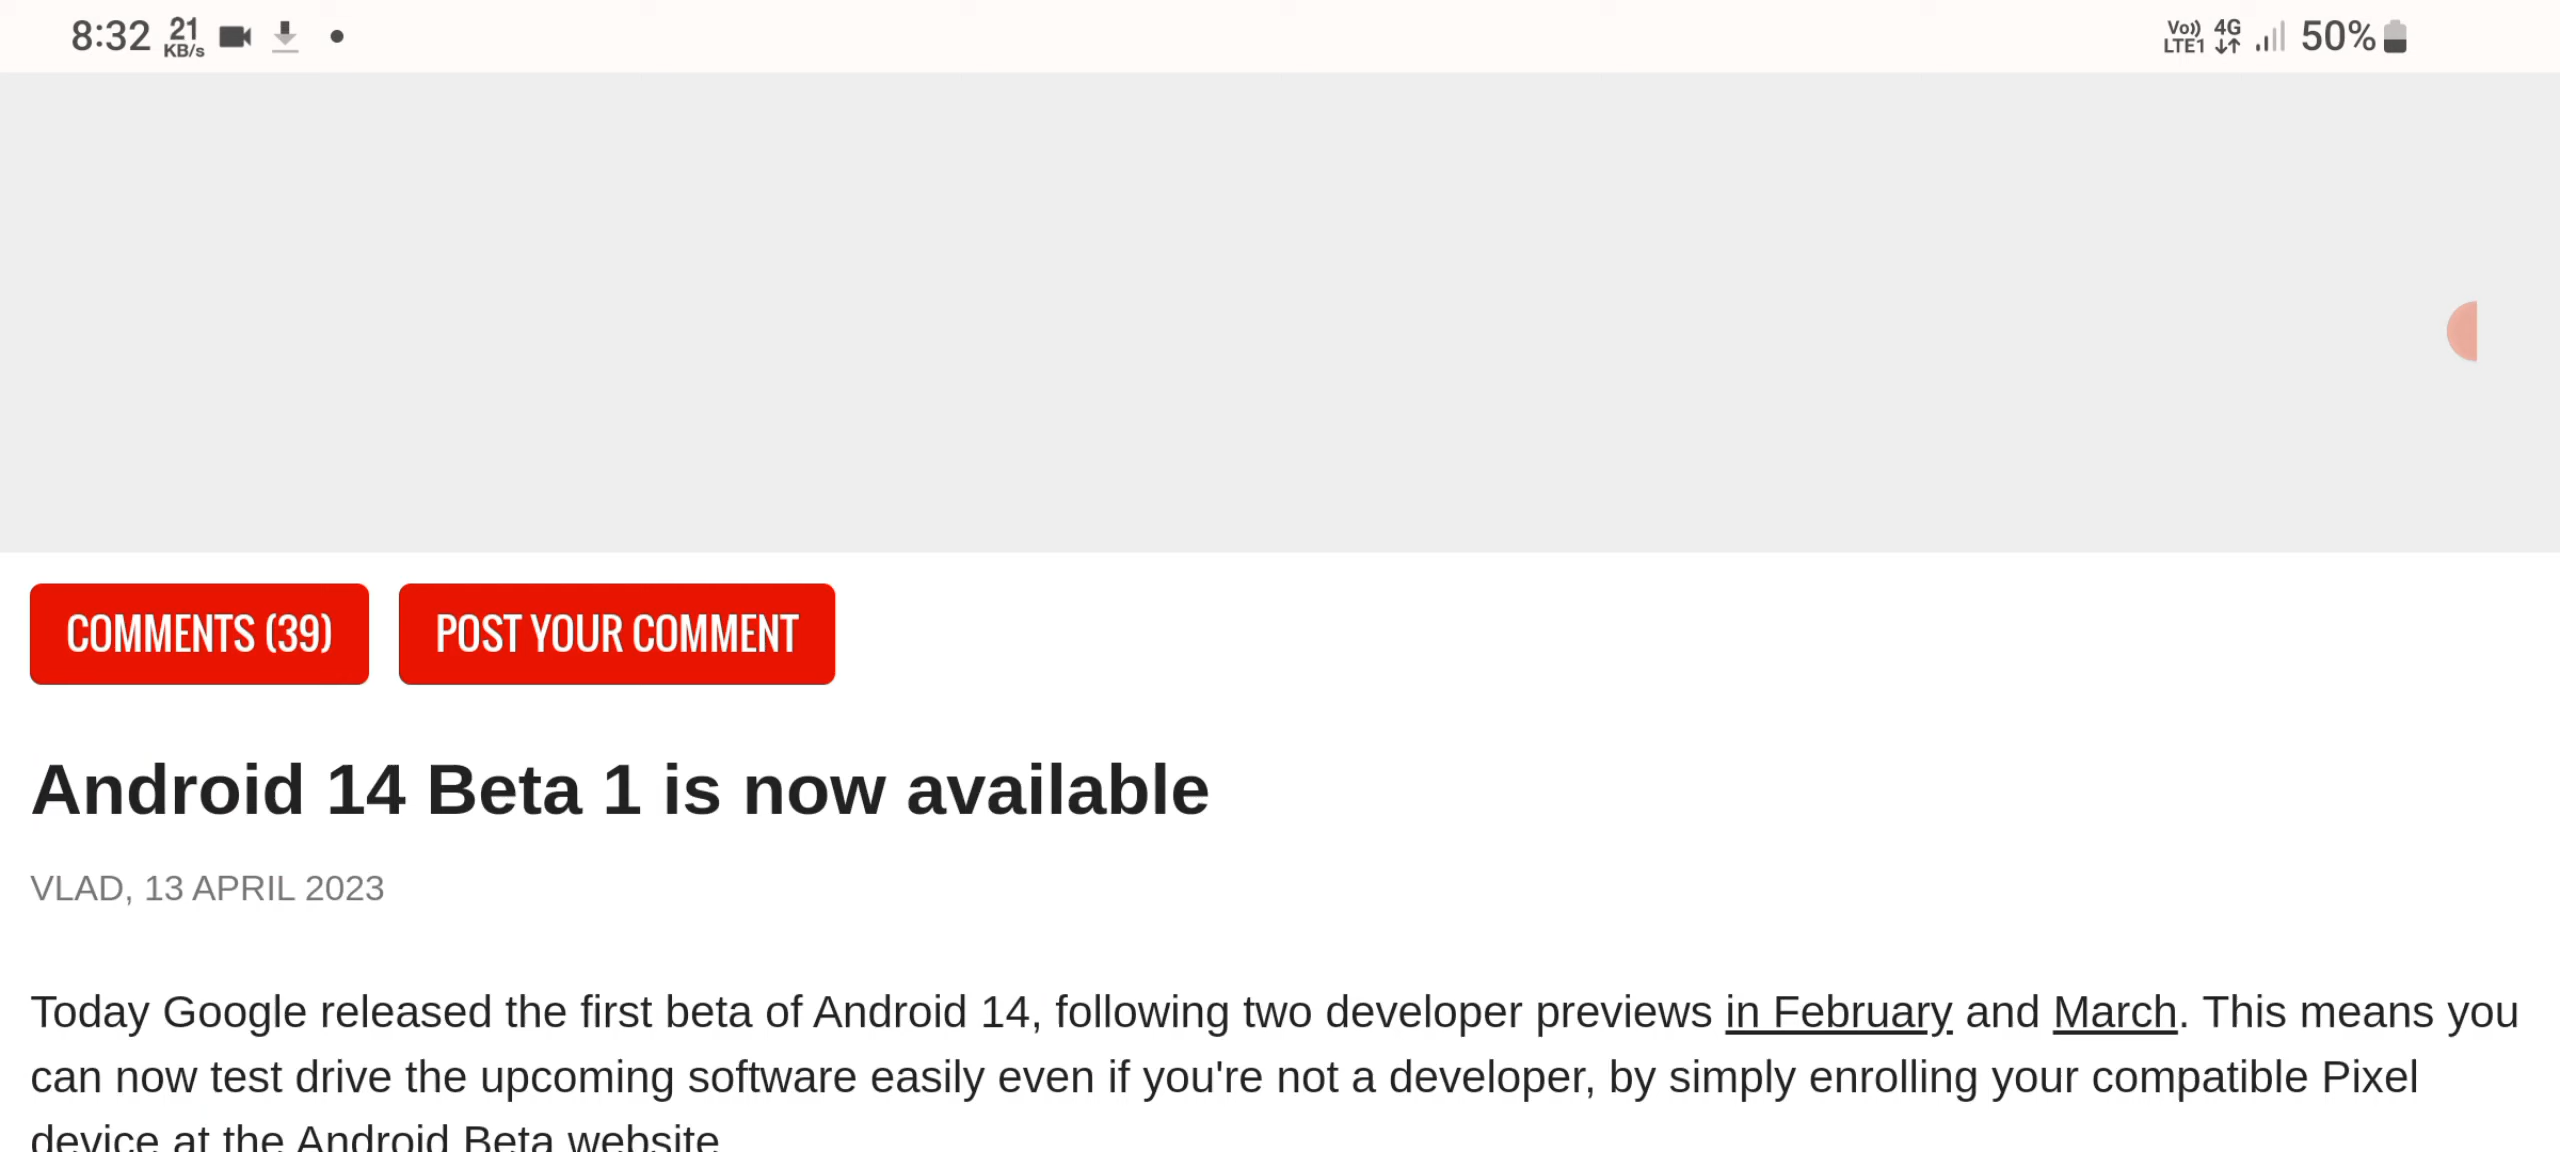 8:32 21 KB/s Vo)) LTE1 4G 50%
COMMENTS (39) POST YOUR COMMENT
Android 14 Beta 1 is now available
VLAD, 13 APRIL 2023
Today Google released the first beta of Android 14, following two developer previews in February and March. This means you
can now test drive the upcoming software easily even if you're not a developer, by simply enrolling your compatible Pixel
device at the Android Beta website